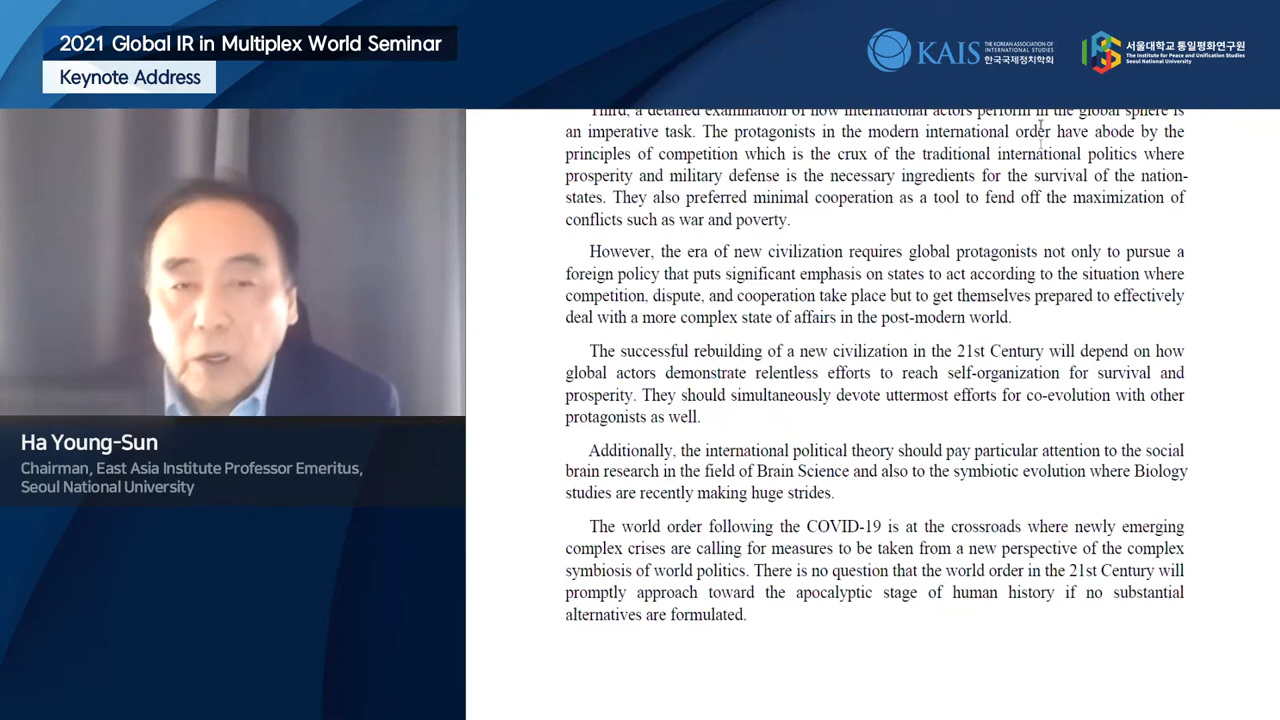 2021 Global IR in Multiplex World Seminar
Keynote Address
KAIS THE KOREAN ASSOCIATION OF INTERNATIONAL STUDIES
한국국제정치학회
서울대학교 통일평화연구원
The Institute for Peace and Unification Studies
Seoul National University
Third, a detailed examination of how international actors perform in the global sphere is
an imperative task. The protagonists in the modern international order have abode by the
principles of competition which is the crux of the traditional international politics where
prosperity and military defense is the necessary ingredients for the survival of the nation-
states. They also preferred minimal cooperation as a tool to fend off the maximization of
conflicts such as war and poverty.
However, the era of new civilization requires global protagonists not only to pursue a
foreign policy that puts significant emphasis on states to act according to the situation where
competition, dispute, and cooperation take place but to get themselves prepared to effectively
deal with a more complex state of affairs in the post-modern world.
The successful rebuilding of a new civilization in the 21st Century will depend on how
global actors demonstrate relentless efforts to reach self-organization for survival and
prosperity. They should simultaneously devote uttermost efforts for co-evolution with other
protagonists as well.
Additionally, the international political theory should pay particular attention to the social
brain research in the field of Brain Science and also to the symbiotic evolution where Biology
studies are recently making huge strides.
The world order following the COVID-19 is at the crossroads where newly emerging
complex crises are calling for measures to be taken from a new perspective of the complex
symbiosis of world politics. There is no question that the world order in the 21st Century will
promptly approach toward the apocalyptic stage of human history if no substantial
alternatives are formulated.
Ha Young-Sun
Chairman, East Asia Institute Professor Emeritus,
Seoul National University